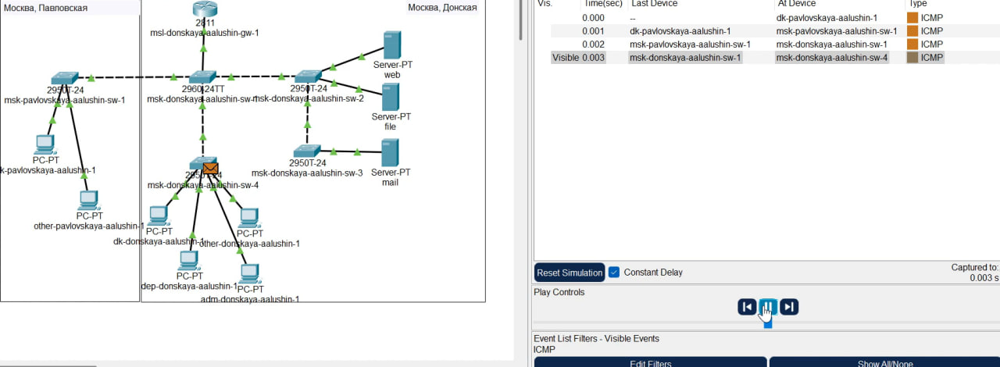 Москва, Павловская
Москва, Донская
2811
msl-donskaya-aalushin-gw-1
Server-PT
web
2950T-24
msk-pavlovskaya-aalushin-sw-1
2960-24TT
msk-donskaya-aalushin-sw-1
2950T-24
msk-donskaya-aalushin-sw-2
Server-PT
file
PC-PT
k-pavlovskaya-aalushin-1
2950T-24
msk-donskaya-aalushin-sw-4
2950T-24
msk-donskaya-aalushin-sw-3
Server-PT
mail
PC-PT
other-pavlovskaya-aalushin-1
PC-PT
dk-donskaya-aalushin-1
PC-PT
other-donskaya-aalushin-1
PC-PT
dep-donskaya-aalushin-1
PC-PT
adm-donskaya-aalushin-1
Vis. Time(sec) Last Device At Device Type
0.000 -- dk-pavlovskaya-aalushin-1 ICMP
0.001 dk-pavlovskaya-aalushin-1 msk-pavlovskaya-aalushin-sw-1 ICMP
0.002 msk-pavlovskaya-aalushin-sw-1 msk-donskaya-aalushin-sw-1 ICMP
Visible 0.003 msk-donskaya-aalushin-sw-1 msk-donskaya-aalushin-sw-4 ICMP
Reset Simulation Constant Delay
Captured to:
0.003 s
Play Controls
Event List Filters - Visible Events
ICMP
Edit Filters Show All/None